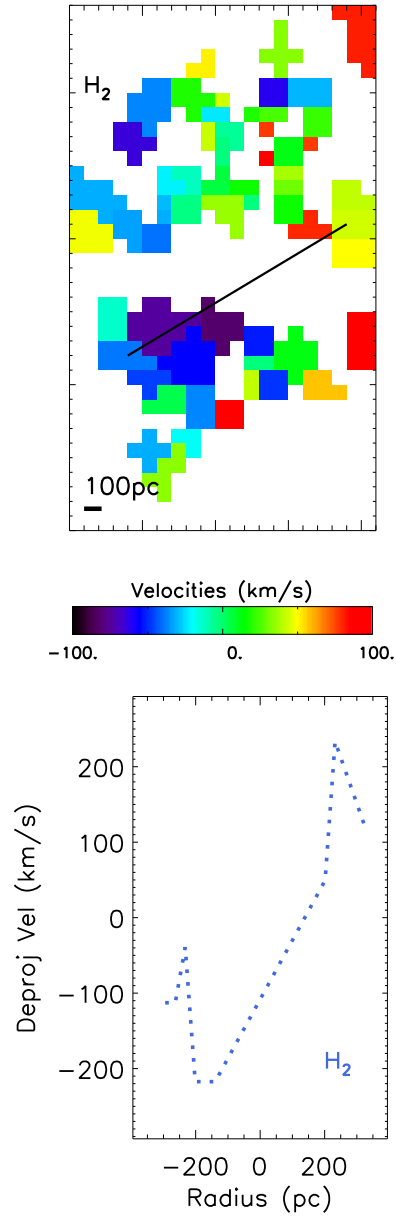 H2
100pc
Velocities (km/s)
-100. 0. 100.
200
100
0
-100
-200
Deproj Vel (km/s)
H2
-200 0 200
Radius (pc)